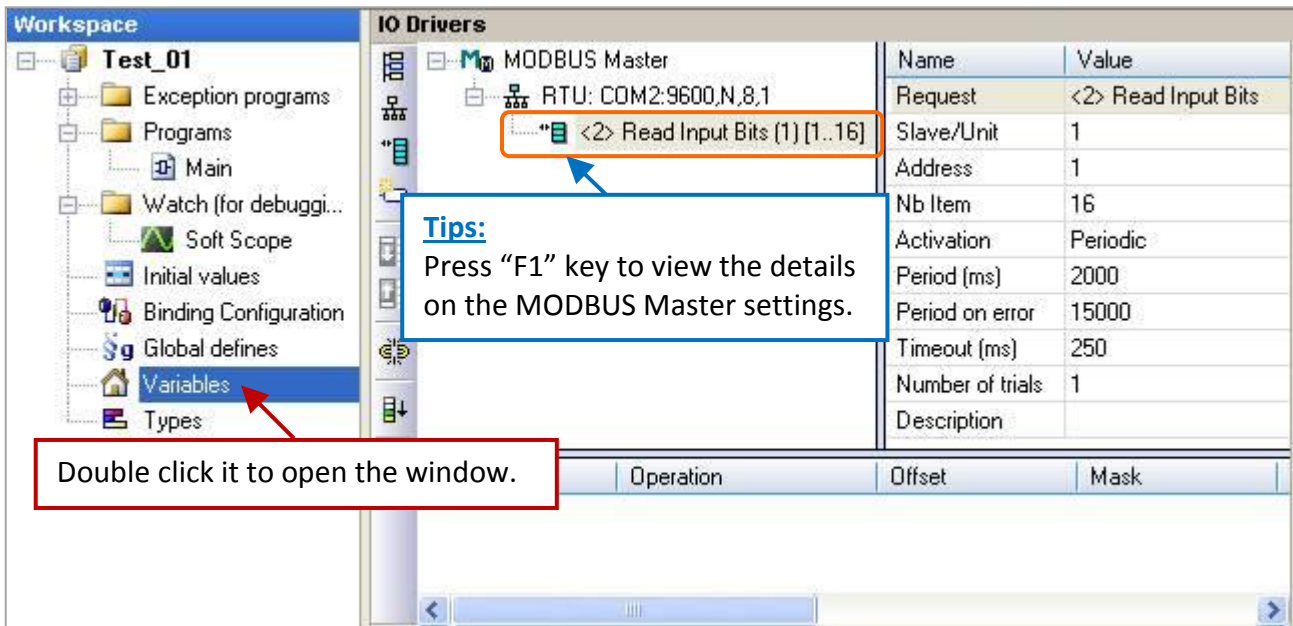 Workspace
Test_01
Exception programs
Programs
Main
Watch (for debuggi...
Soft Scope
Initial values
Binding Configuration
Global defines
Variables
Types
Double click it to open the window.
IO Drivers
MODBUS Master
RTU: COM2:9600,N,8,1
<2> Read Input Bits (1) [1..16]
Tips:
Press “F1” key to view the details
on the MODBUS Master settings.
Name Value
Request <2> Read Input Bits
Slave/Unit 1
Address 1
Nb Item 16
Activation Periodic
Period (ms) 2000
Period on error 15000
Timeout (ms) 250
Number of trials 1
Description
Operation Offset Mask